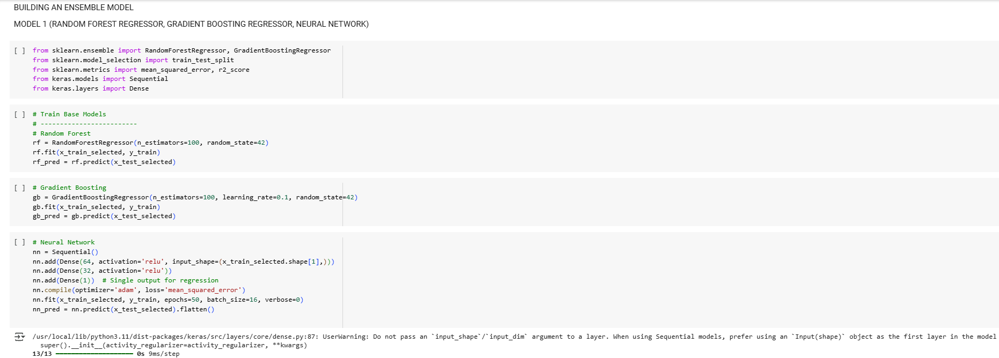 BUILDING AN ENSEMBLE MODEL
MODEL 1 (RANDOM FOREST REGRESSOR, GRADIENT BOOSTING REGRESSOR, NEURAL NETWORK)
[ ] from sklearn.ensemble import RandomForestRegressor, GradientBoostingRegressor
from sklearn.model_selection import train_test_split
from sklearn.metrics import mean_squared_error, r2_score
from keras.models import Sequential
from keras.layers import Dense
[ ] # Train Base Models
# -------------------------
# Random Forest
rf = RandomForestRegressor(n_estimators=100, random_state=42)
rf.fit(x_train_selected, y_train)
rf_pred = rf.predict(x_test_selected)
[ ] # Gradient Boosting
gb = GradientBoostingRegressor(n_estimators=100, learning_rate=0.1, random_state=42)
gb.fit(x_train_selected, y_train)
gb_pred = gb.predict(x_test_selected)
[ ] # Neural Network
nn = Sequential()
nn.add(Dense(64, activation='relu', input_shape=(x_train_selected.shape[1],)))
nn.add(Dense(32, activation='relu'))
nn.add(Dense(1))  # Single output for regression
nn.compile(optimizer='adam', loss='mean_squared_error')
nn.fit(x_train_selected, y_train, epochs=50, batch_size=16, verbose=0)
nn_pred = nn.predict(x_test_selected).flatten()
/usr/local/lib/python3.11/dist-packages/keras/src/layers/core/dense.py:87: UserWarning: Do not pass an `input_shape`/`input_dim` argument to a layer. When using Sequential models, prefer using an `Input(shape)` object as the first layer in the model
super().__init__(activity_regularizer=activity_regularizer, **kwargs)
13/13 0s 9ms/step